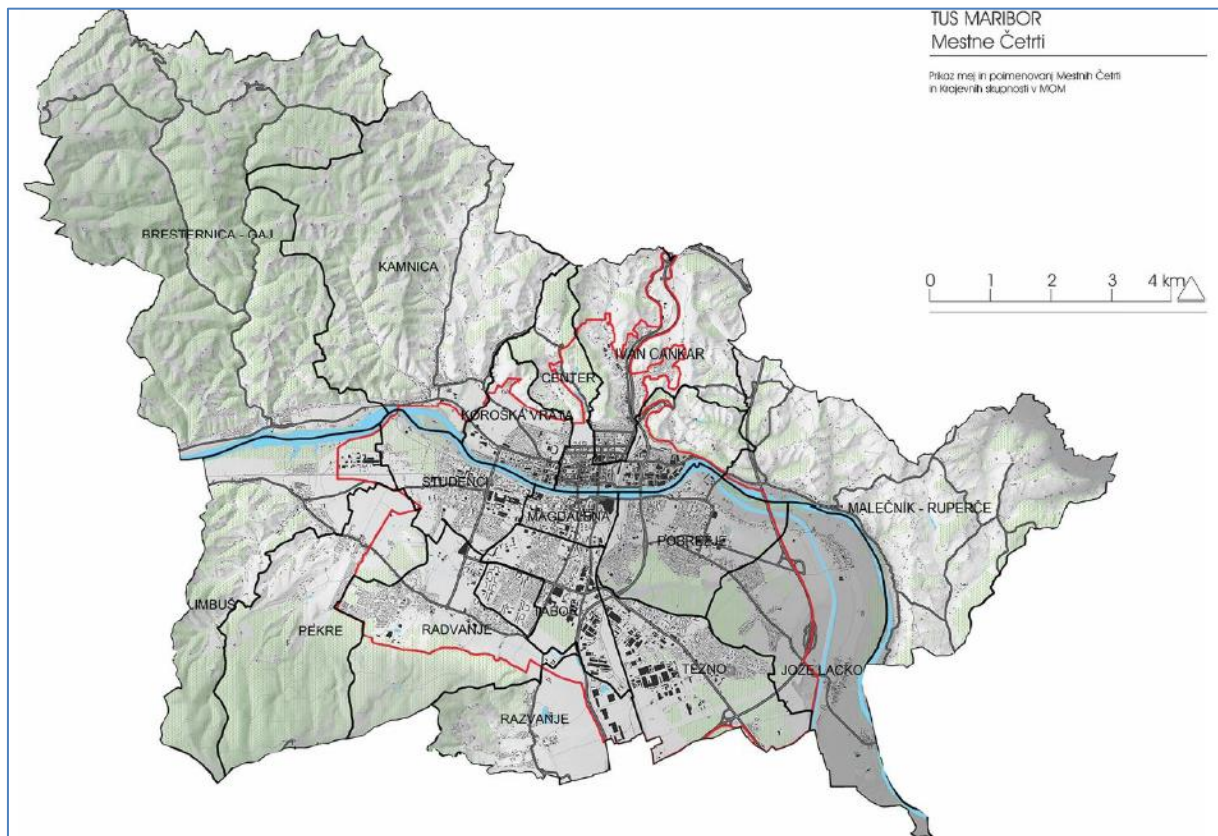 TUS MARIBOR
Mestne Četrti
Prikaz mej in poimenovanj Mestnih Četrti
in Krajevnih skupnosti v MOM
BRESTERNICA - GAJ
KAMNICA
0 1 2 3 4 km
IVAN CANKAR
CENTER
KOROŠKA VRATA
STUDENCI
MAGDALENA
MALEČNIK - RUPERČE
POBREŽJE
LIMBUŠ
TABOR
PEKRE
RADVANJE
TEZNO
JOŽE LACKO
RAZVANJE